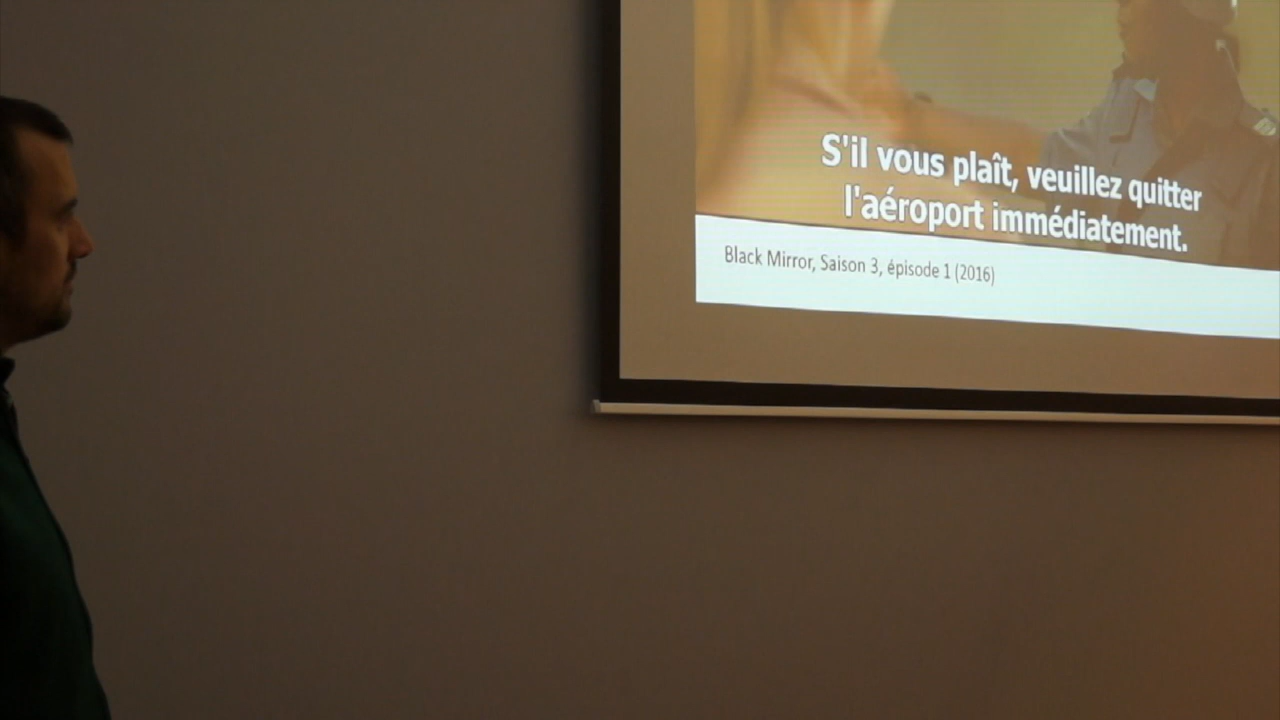 S'il vous plaît, veuillez quitter
l'aéroport immédiatement.
Black Mirror, Saison 3, épisode 1 (2016)